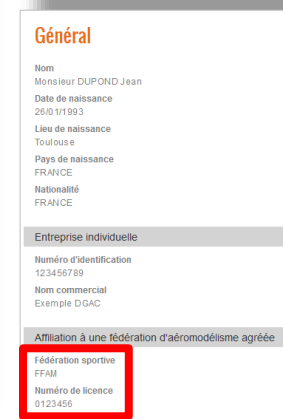 Général
Nom
Monsieur DUPOND Jean
Date de naissance
26/01/1993
Lieu de naissance
Toulouse
Pays de naissance
FRANCE
Nationalité
FRANCE
Entreprise individuelle
Numéro d'identification
123456789
Nom commercial
Exemple DGAC
Affiliation à une fédération d'aéromodélisme agréée
Fédération sportive
FFAM
Numéro de licence
0123456